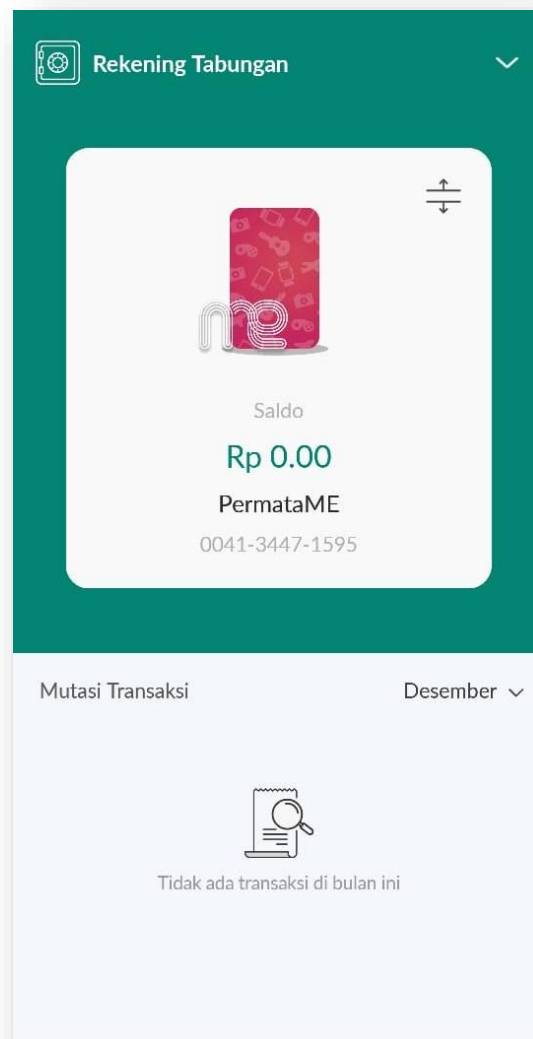 Rekening Tabungan
me
Saldo
Rp 0.00
PermataME
0041-3447-1595
Mutasi Transaksi
Desember
Tidak ada transaksi di bulan ini